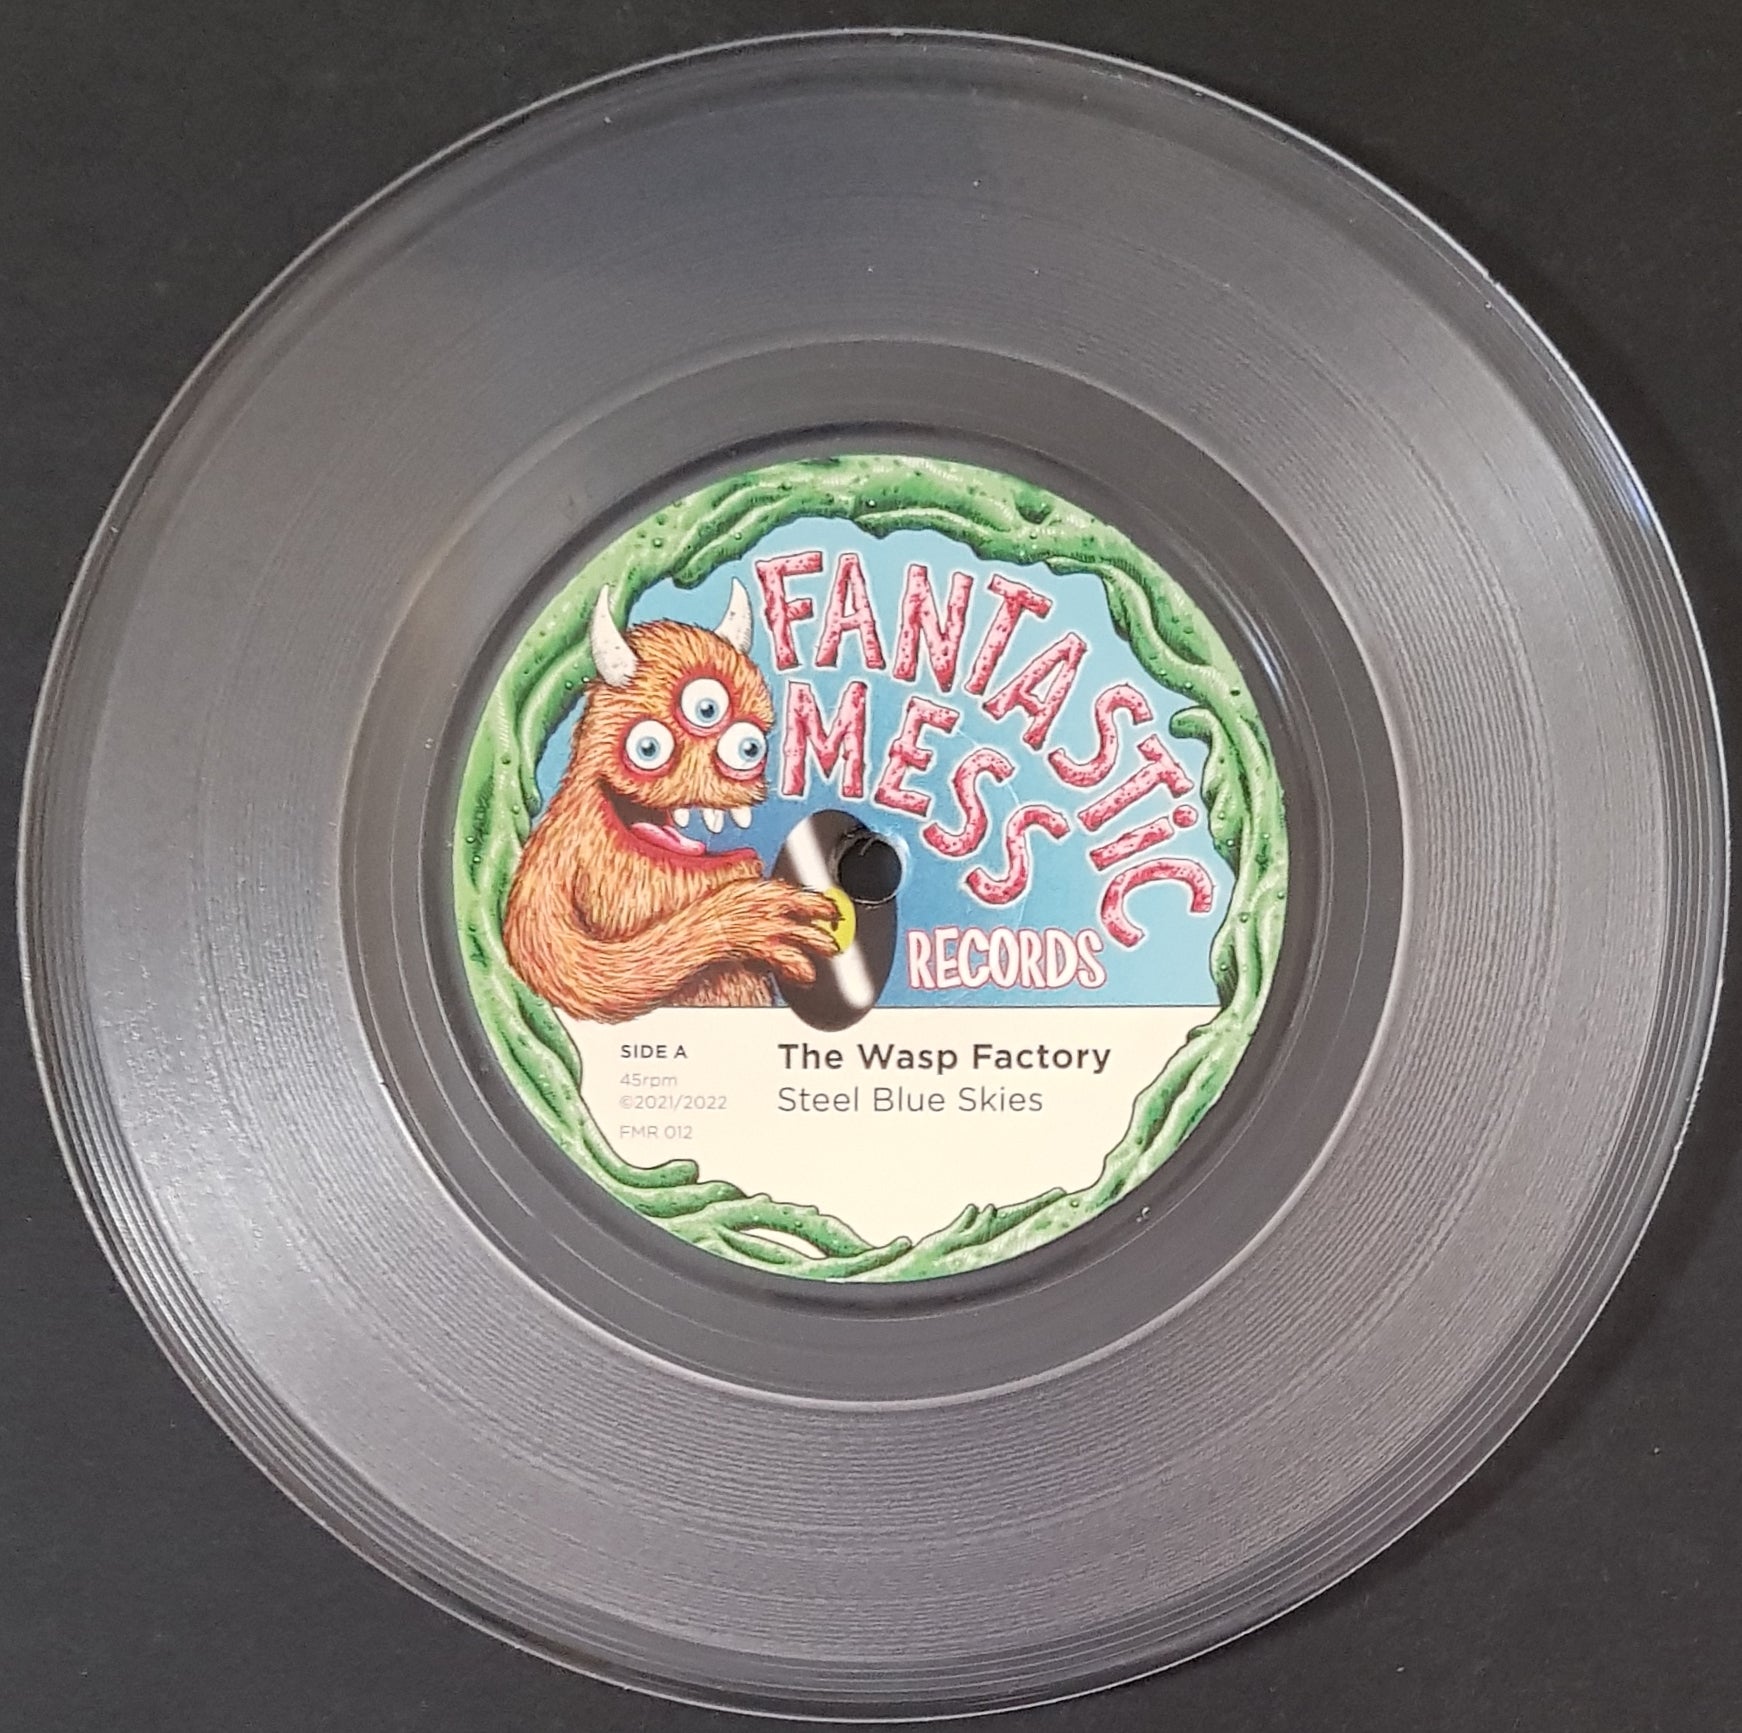 FANTASTiC
MESS
RECORDS
SIDE A
45rpm
©2021/2022
FMR 012
The Wasp Factory
Steel Blue Skies